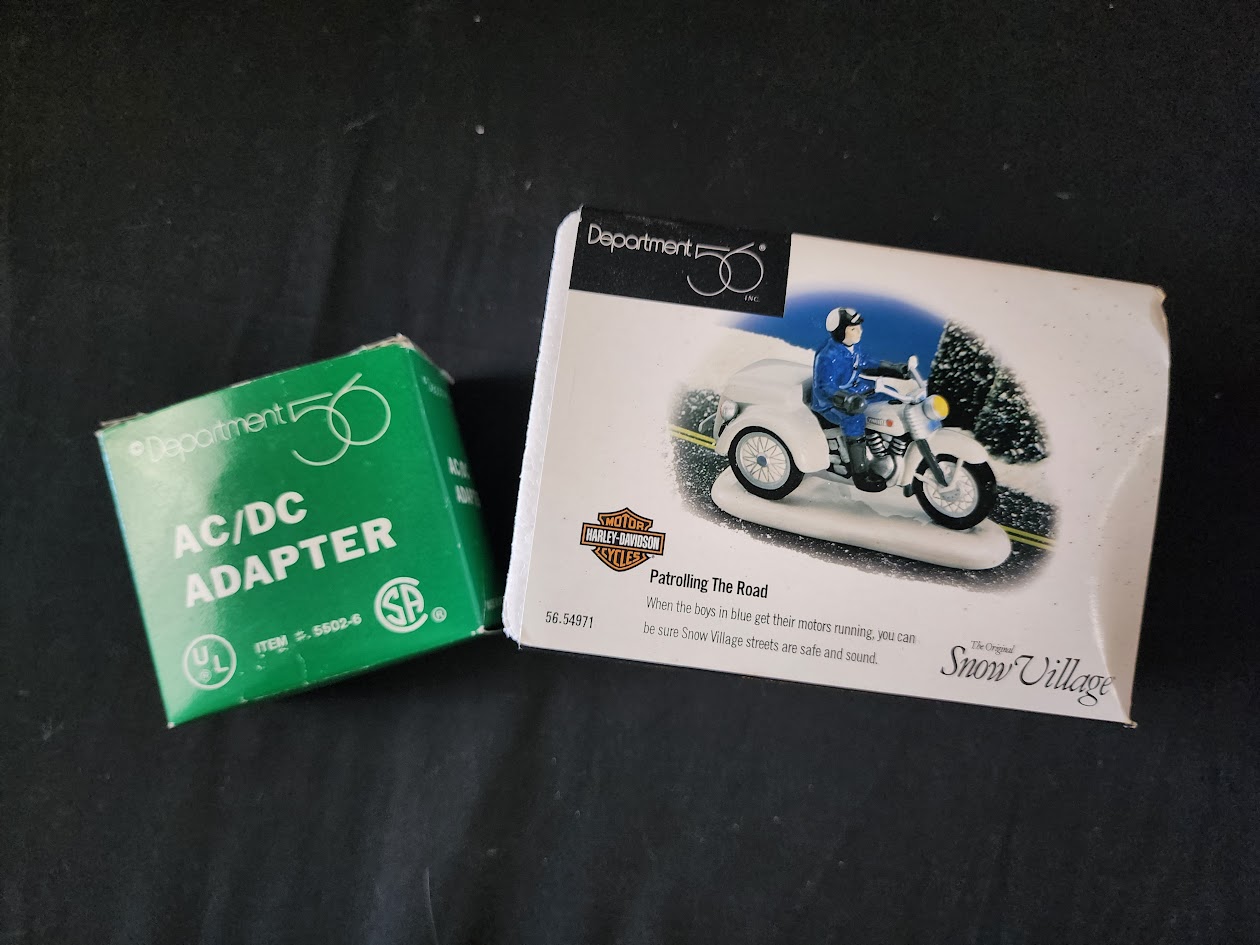 ©Department 56
AC/DC
ADAPTER
ITEM #. 5502-6
UL®
SA®
Department 56®
INC.
MOTOR
HARLEY-DAVIDSON
CYCLES
Patrolling The Road
When the boys in blue get their motors running, you can
be sure Snow Village streets are safe and sound.
56.54971
The Original
Snow Village